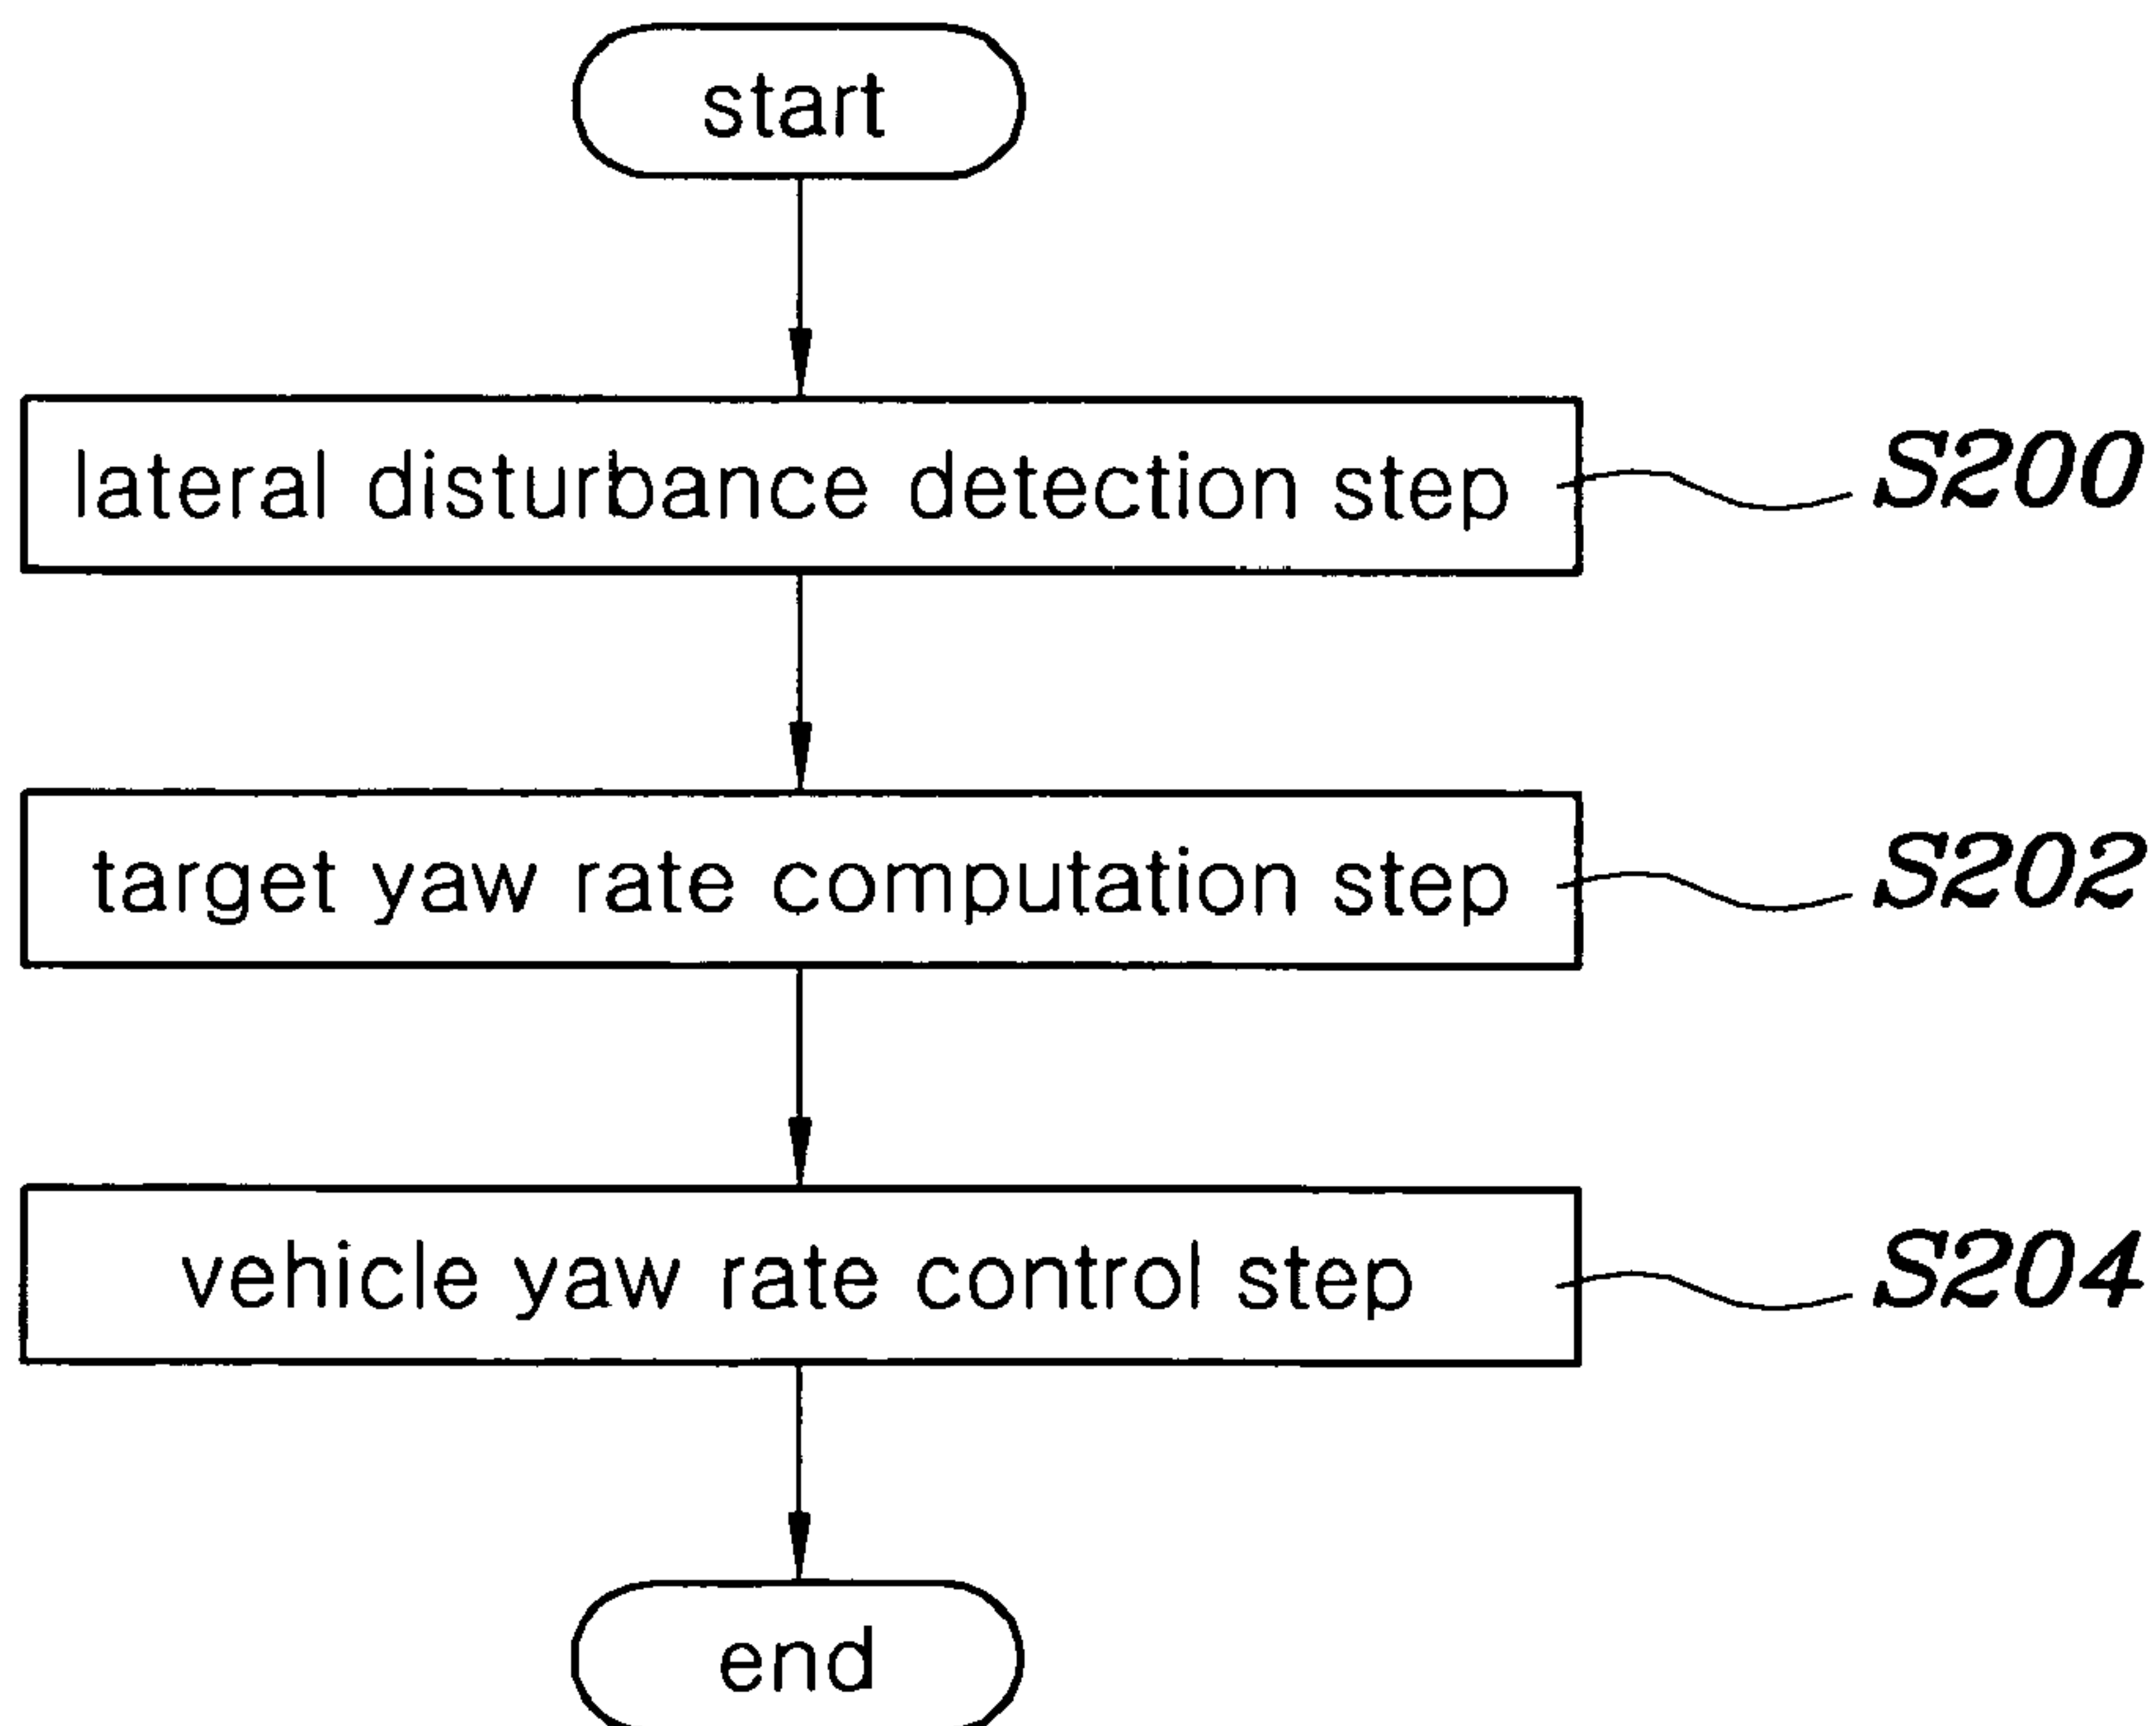 start
lateral disturbance detection step
S200
target yaw rate computation step
S202
vehicle yaw rate control step
S204
end